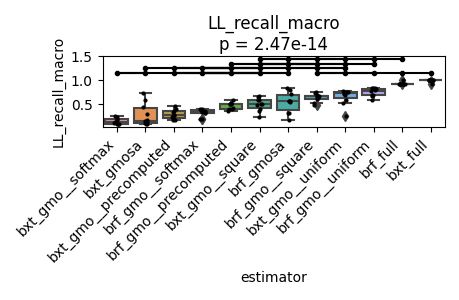 LL_recall_macro
p = 2.47e-14
LL_recall_macro
1.5
1.0
0.5
bxt_gmo__softmax
bxt_gmosa
bxt_gmo__precomputed
brf_gmo__softmax
brf_gmo__precomputed
bxt_gmo__square
brf_gmosa
brf_gmo__square
bxt_gmo__uniform
brf_gmo__uniform
brf_full
bxt_full
estimator